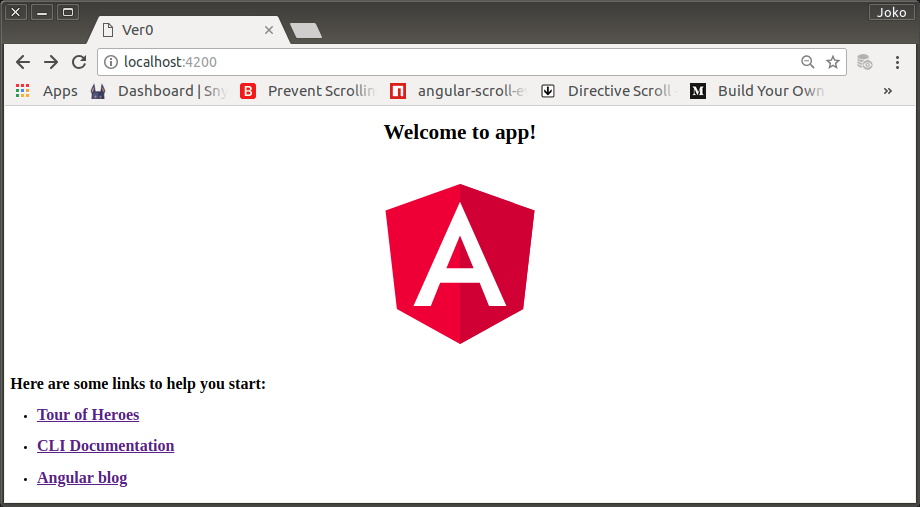 Joko
Ver0
localhost:4200
Apps Dashboard | Sny Prevent Scrollin angular-scroll-ev Directive Scroll Build Your Own »
Welcome to app!
A
Here are some links to help you start:
• Tour of Heroes
• CLI Documentation
• Angular blog